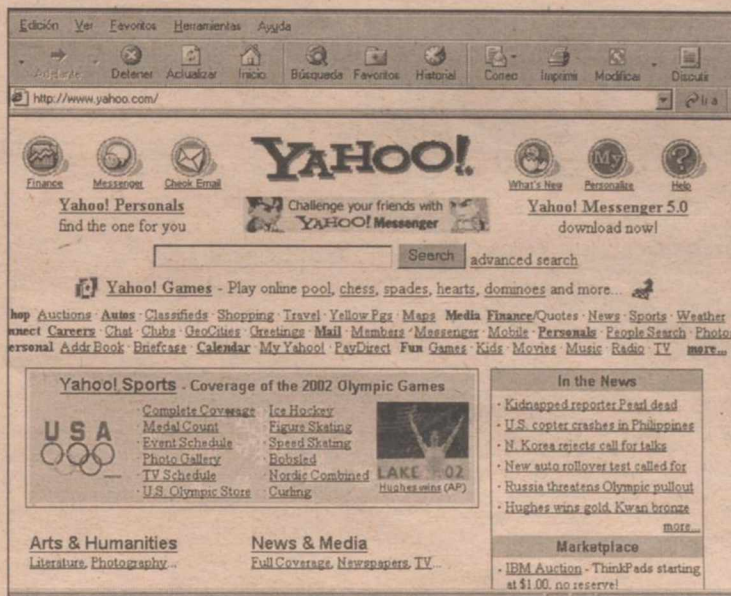 Edición Ver Favoritos Herramientas Ayuda
Adelante Detener Actualizar Inicio Búsqueda Favoritos Historial Correo Imprimir Modificar Discutir
http://www.yahoo.com/ Ir a
Finance Messenger Check Email YAHOO! What's New Personalize My Help
Yahoo! Personals Challenge your friends with Yahoo! Messenger 5.0
find the one for you YAHOO! Messenger download now!
Search advanced search
Yahoo! Games - Play online pool, chess, spades, hearts, dominoes and more...
hop Auctions · Autos · Classifieds · Shopping · Travel · Yellow Pgs · Maps Media Finance/Quotes · News · Sports · Weather
nnect Careers · Chat · Clubs · GeoCities · Greetings · Mail · Members · Messenger · Mobile · Personals · People Search · Photo
ersonal Addr Book · Briefcase · Calendar · My Yahoo! · PayDirect Fun Games · Kids · Movies · Music · Radio · TV more...
Yahoo! Sports - Coverage of the 2002 Olympic Games
USA
· Complete Coverage · Ice Hockey
· Medal Count · Figure Skating
· Event Schedule · Speed Skating
· Photo Gallery · Bobsled
· TV Schedule · Nordic Combined
· U.S. Olympic Store · Curling
LAKE 02
Hughes wins (AP)
In the News
· Kidnapped reporter Pearl dead
· U.S. copter crashes in Philippines
· N. Korea rejects call for talks
· New auto rollover test called for
· Russia threatens Olympic pullout
· Hughes wins gold, Kwan bronze
more...
Arts & Humanities
Literature, Photography...
News & Media
Full Coverage, Newspapers, TV...
Marketplace
· IBM Auction - ThinkPads starting
at $1.00, no reserve!